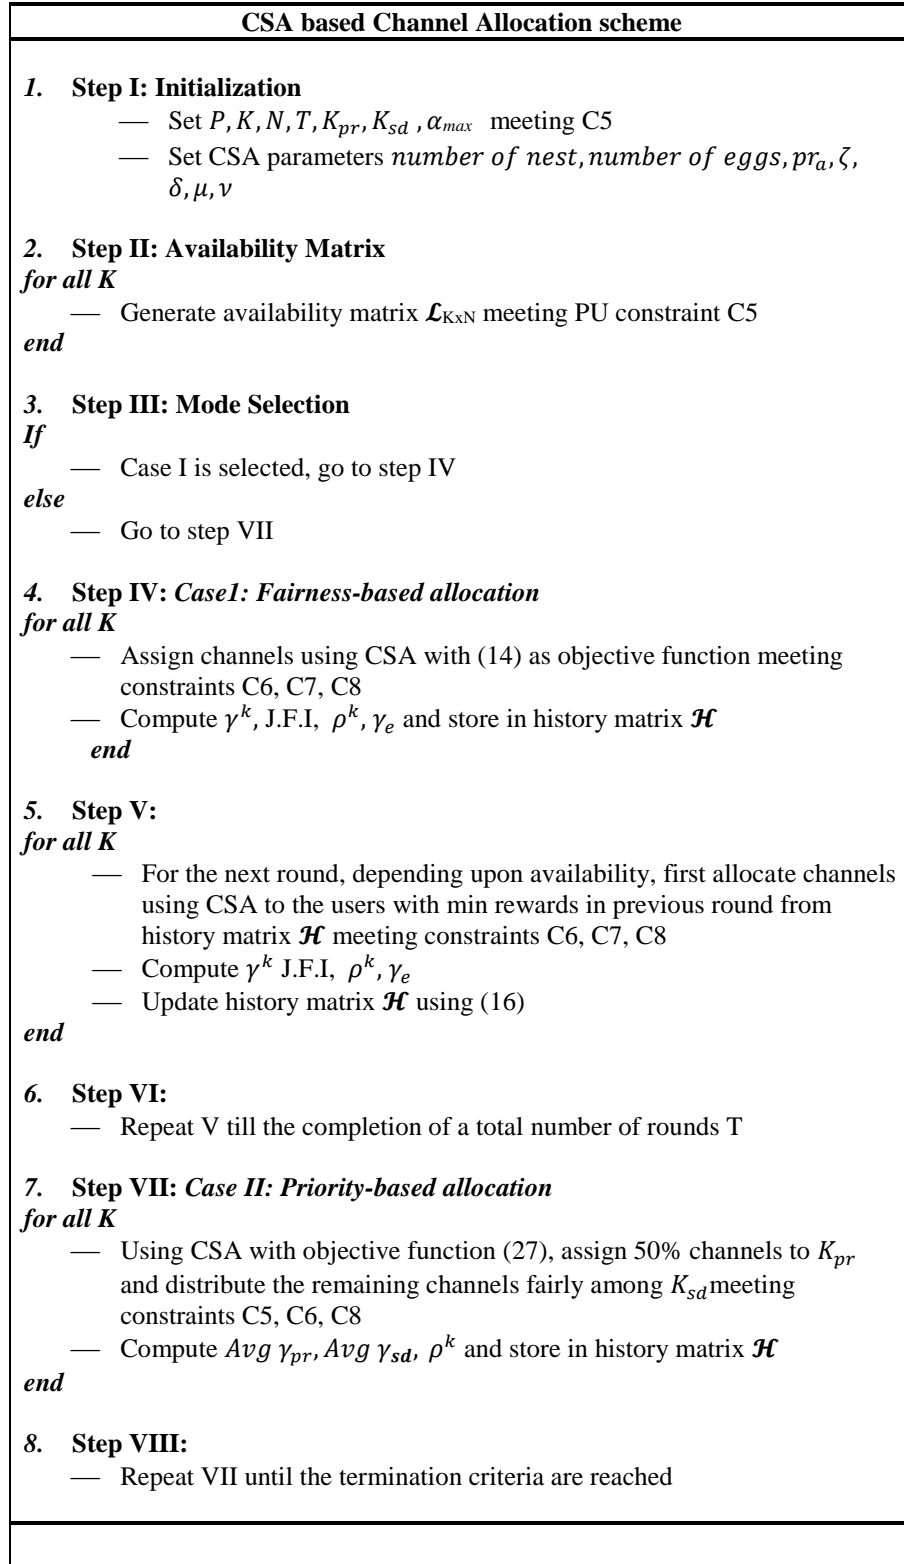 CSA based Channel Allocation scheme
1. Step I: Initialization
— Set P, K, N, T, K_pr, K_sd , α_max meeting C5
— Set CSA parameters number of nest, number of eggs, pr_a, ζ,
δ, μ, ν
2. Step II: Availability Matrix
for all K
— Generate availability matrix 𝓛_KxN meeting PU constraint C5
end
3. Step III: Mode Selection
If
— Case I is selected, go to step IV
else
— Go to step VII
4. Step IV: Case1: Fairness-based allocation
for all K
— Assign channels using CSA with (14) as objective function meeting
constraints C6, C7, C8
— Compute γ^k, J.F.I, ρ^k, γ_e and store in history matrix 𝓗
end
5. Step V:
for all K
— For the next round, depending upon availability, first allocate channels
using CSA to the users with min rewards in previous round from
history matrix 𝓗 meeting constraints C6, C7, C8
— Compute γ^k J.F.I, ρ^k, γ_e
— Update history matrix 𝓗 using (16)
end
6. Step VI:
— Repeat V till the completion of a total number of rounds T
7. Step VII: Case II: Priority-based allocation
for all K
— Using CSA with objective function (27), assign 50% channels to K_pr
and distribute the remaining channels fairly among K_sd meeting
constraints C5, C6, C8
— Compute Avg γ_pr, Avg γ_sd, ρ^k and store in history matrix 𝓗
end
8. Step VIII:
— Repeat VII until the termination criteria are reached